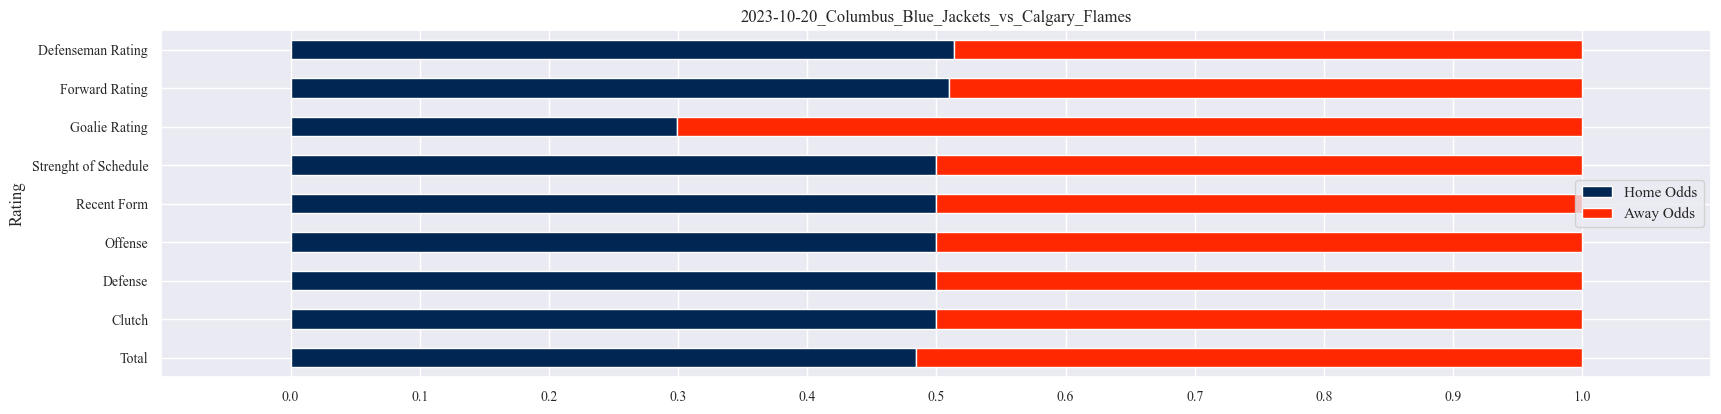 2023-10-20_Columbus_Blue_Jackets_vs_Calgary_Flames
Rating
Defenseman Rating
Forward Rating
Goalie Rating
Strenght of Schedule
Recent Form
Offense
Defense
Clutch
Total
Home Odds
Away Odds
0.0 0.1 0.2 0.3 0.4 0.5 0.6 0.7 0.8 0.9 1.0